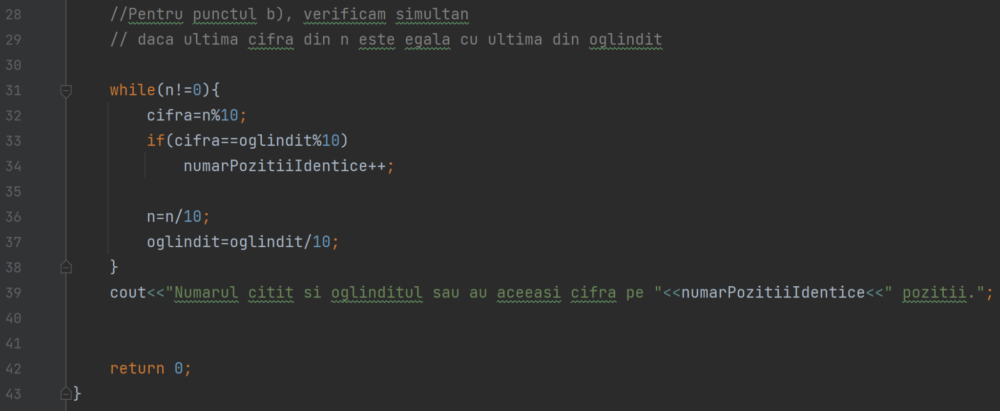 28 //Pentru punctul b), verificam simultan
29 // daca ultima cifra din n este egala cu ultima din oglindit
30
31 while(n!=0){
32 cifra=n%10;
33 if(cifra==oglindit%10)
34 numarPozitiiIdentice++;
35
36 n=n/10;
37 oglindit=oglindit/10;
38 }
39 cout<<"Numarul citit si oglinditul sau au aceeasi cifra pe "<<numarPozitiiIdentice<<" pozitii.";
40
41
42 return 0;
43 }